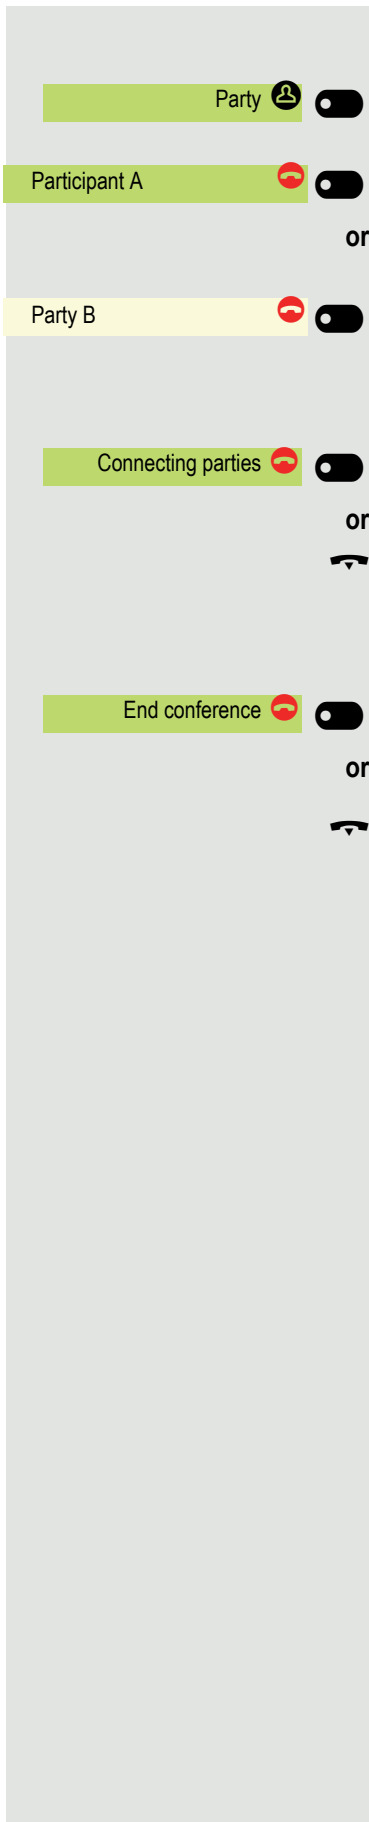 Party
Participant A
or
Party B
Connecting parties
or
End conference
or